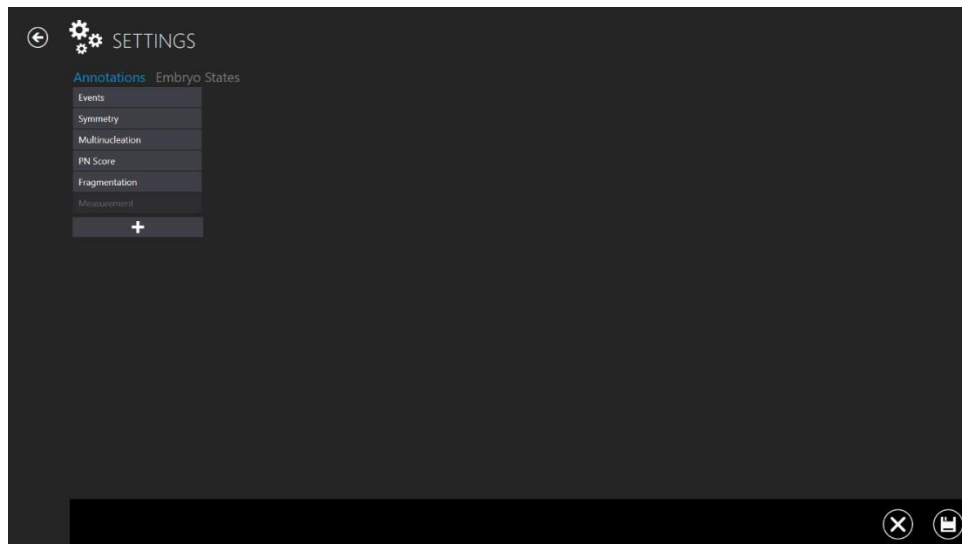 SETTINGS
Annotations Embryo States
Events
Symmetry
Multinucleation
PN Score
Fragmentation
Measurement